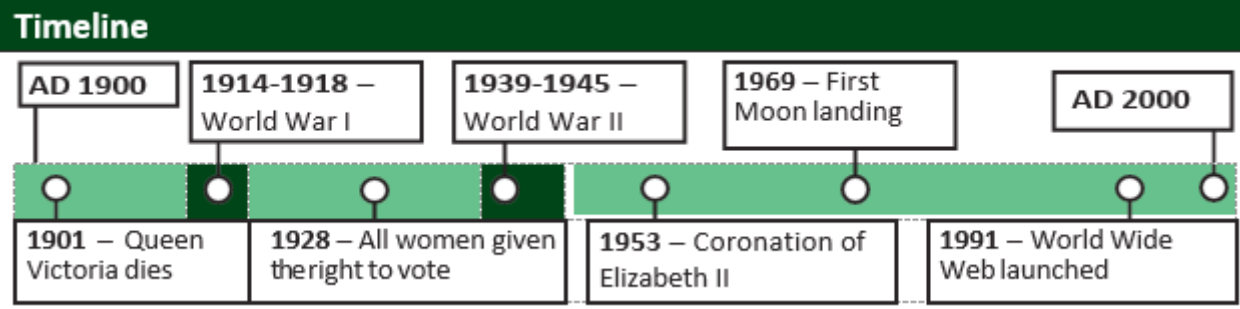 Timeline
AD 1900
1914-1918 –
World War I
1939-1945 –
World War II
1969 – First
Moon landing
AD 2000
1901 – Queen
Victoria dies
1928 – All women given
the right to vote
1953 – Coronation of
Elizabeth II
1991 – World Wide
Web launched